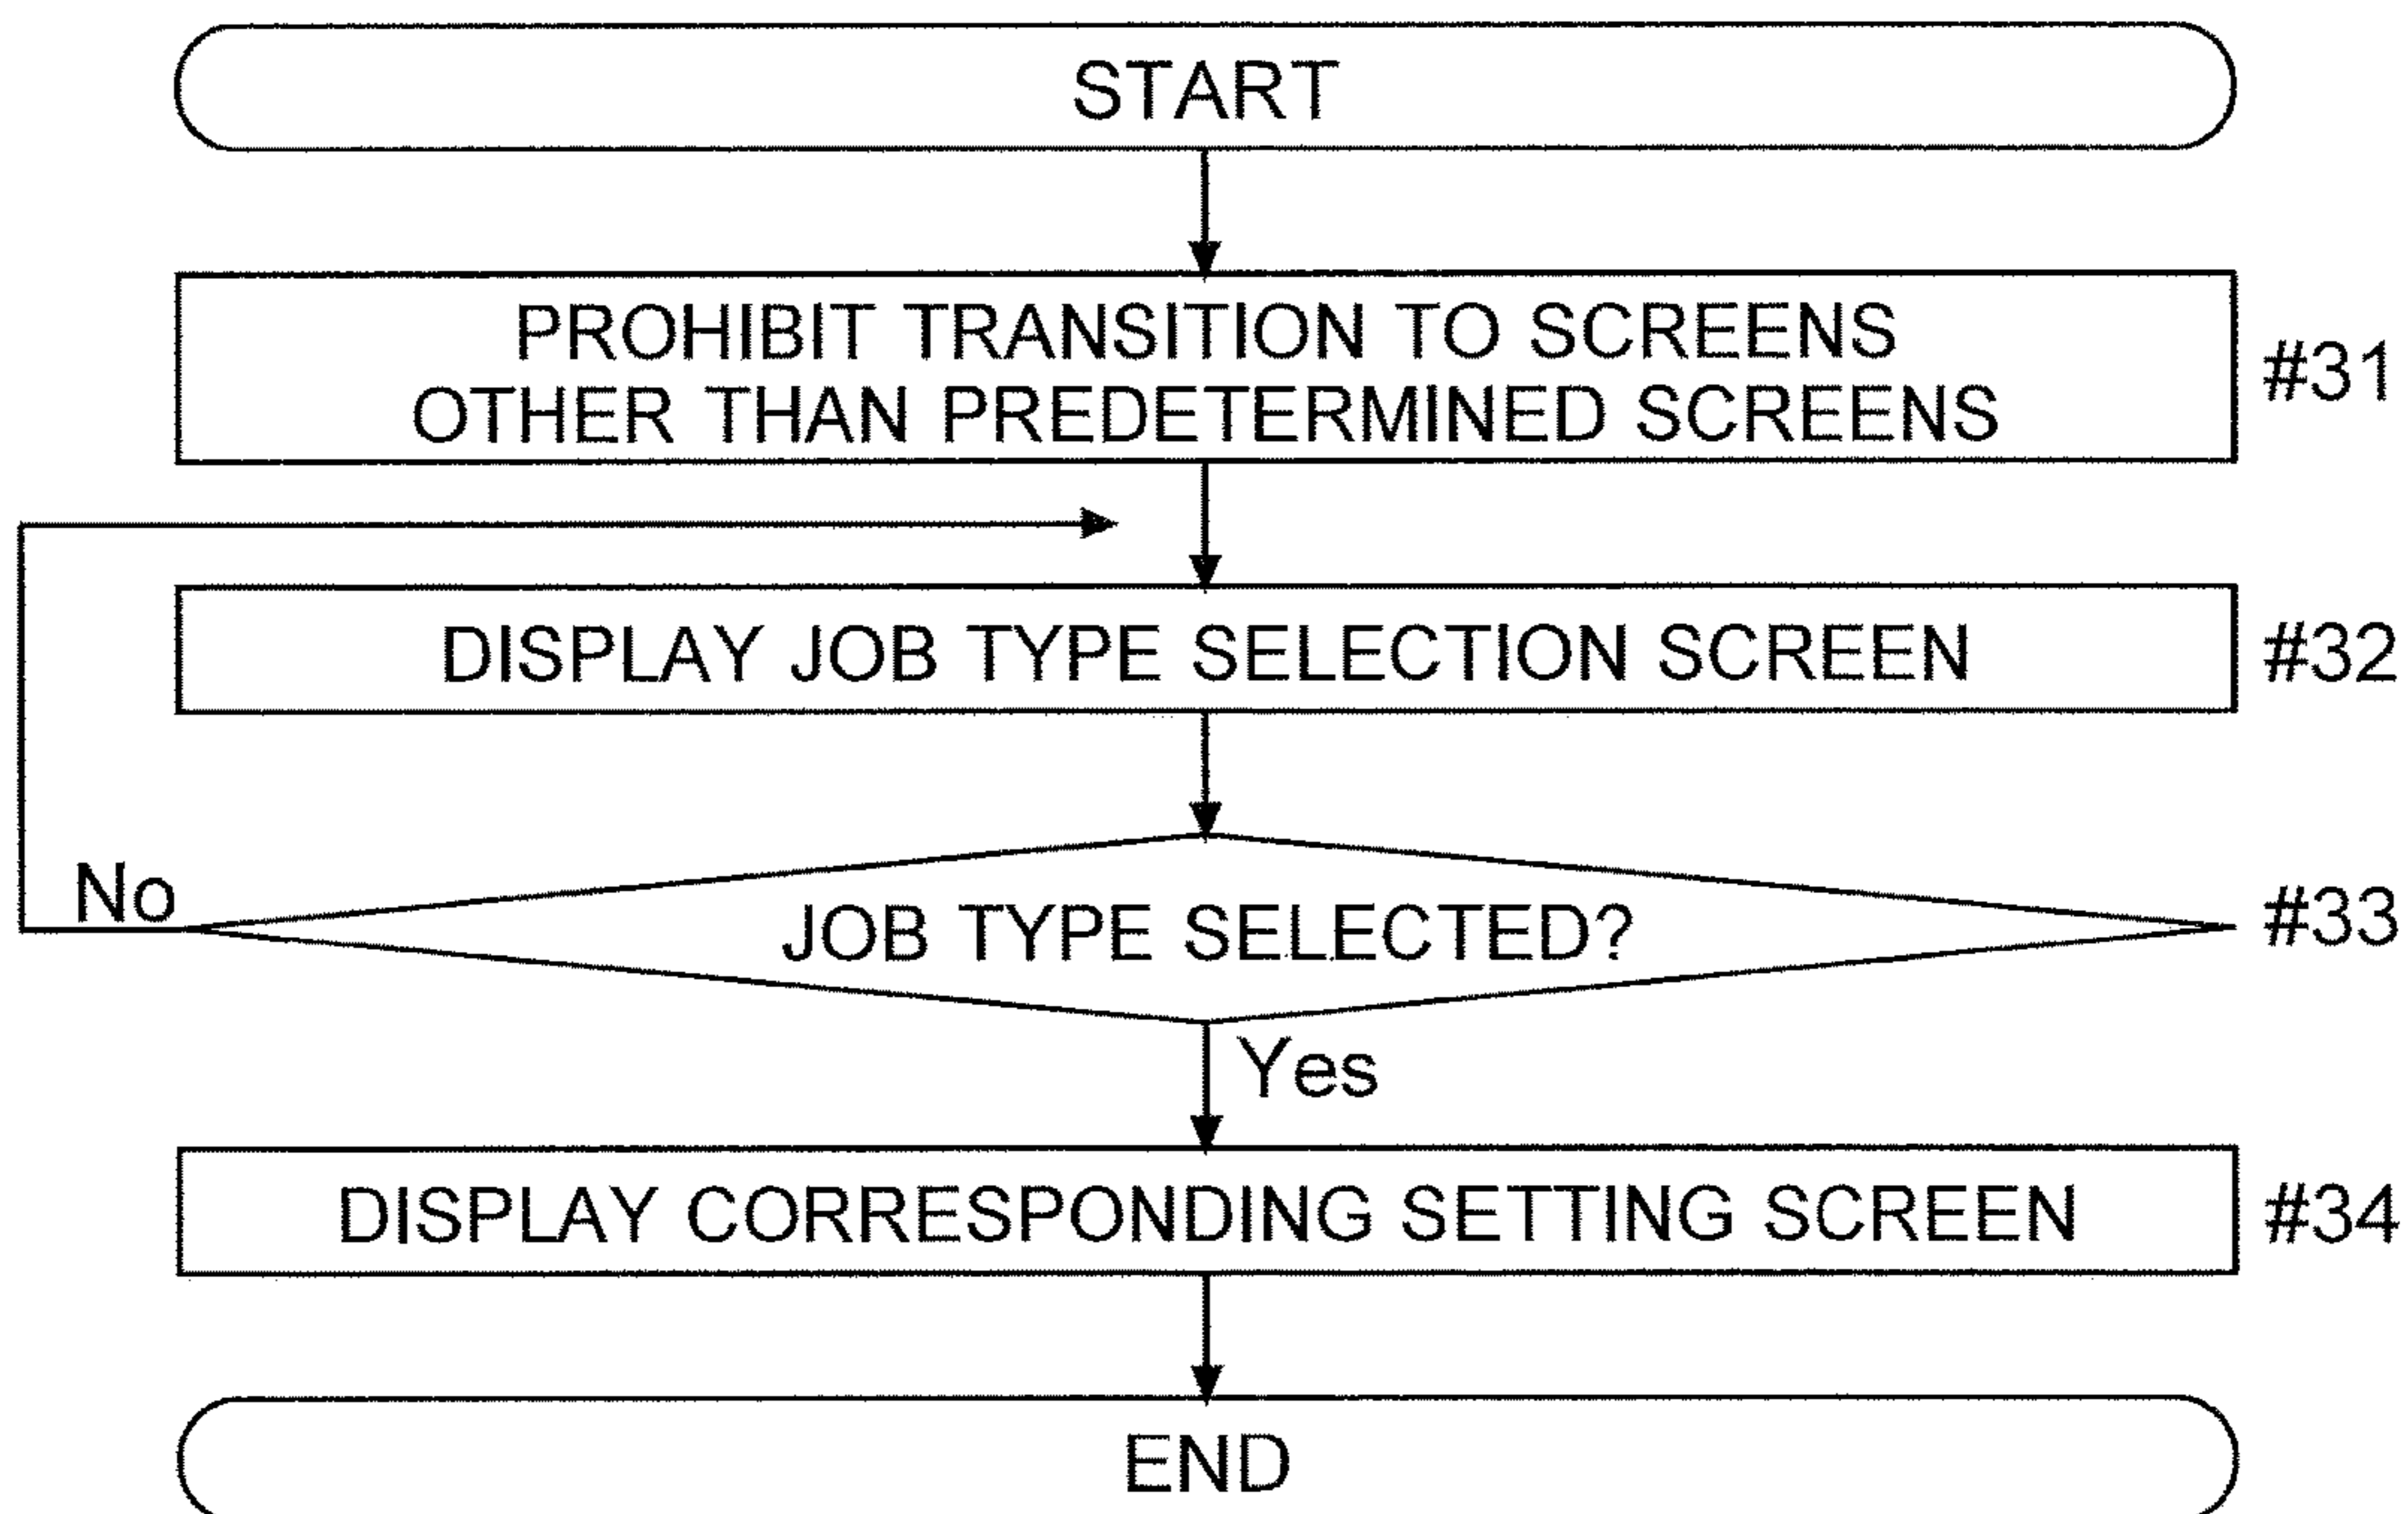 START
PROHIBIT TRANSITION TO SCREENS
OTHER THAN PREDETERMINED SCREENS
#31
DISPLAY JOB TYPE SELECTION SCREEN
#32
No
JOB TYPE SELECTED?
#33
Yes
DISPLAY CORRESPONDING SETTING SCREEN
#34
END